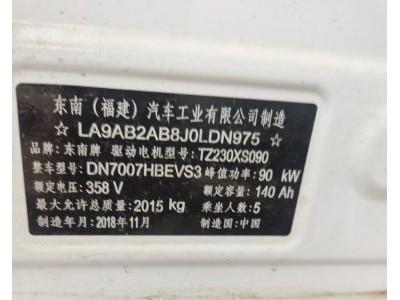 东南（福建）汽车工业有限公司制造
☆ LA9AB2AB8J0LDN975 ☆
品牌：东南牌 驱动电机型号：TZ230XS090
整车型号：DN7007HBEVS3 峰值功率：90 kW
额定电压：358 V 额定容量：140 Ah
最大允许总质量：2015 kg 乘坐人数：5
制造年月：2018年11月 制造国：中国